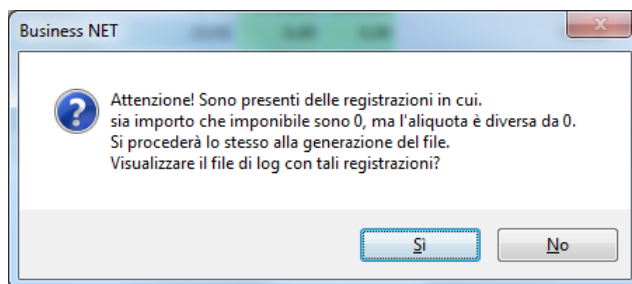 Business NET
Attenzione! Sono presenti delle registrazioni in cui.
sia importo che imponibile sono 0, ma l'aliquota è diversa da 0.
Si procederà lo stesso alla generazione del file.
Visualizzare il file di log con tali registrazioni?
Sì
No